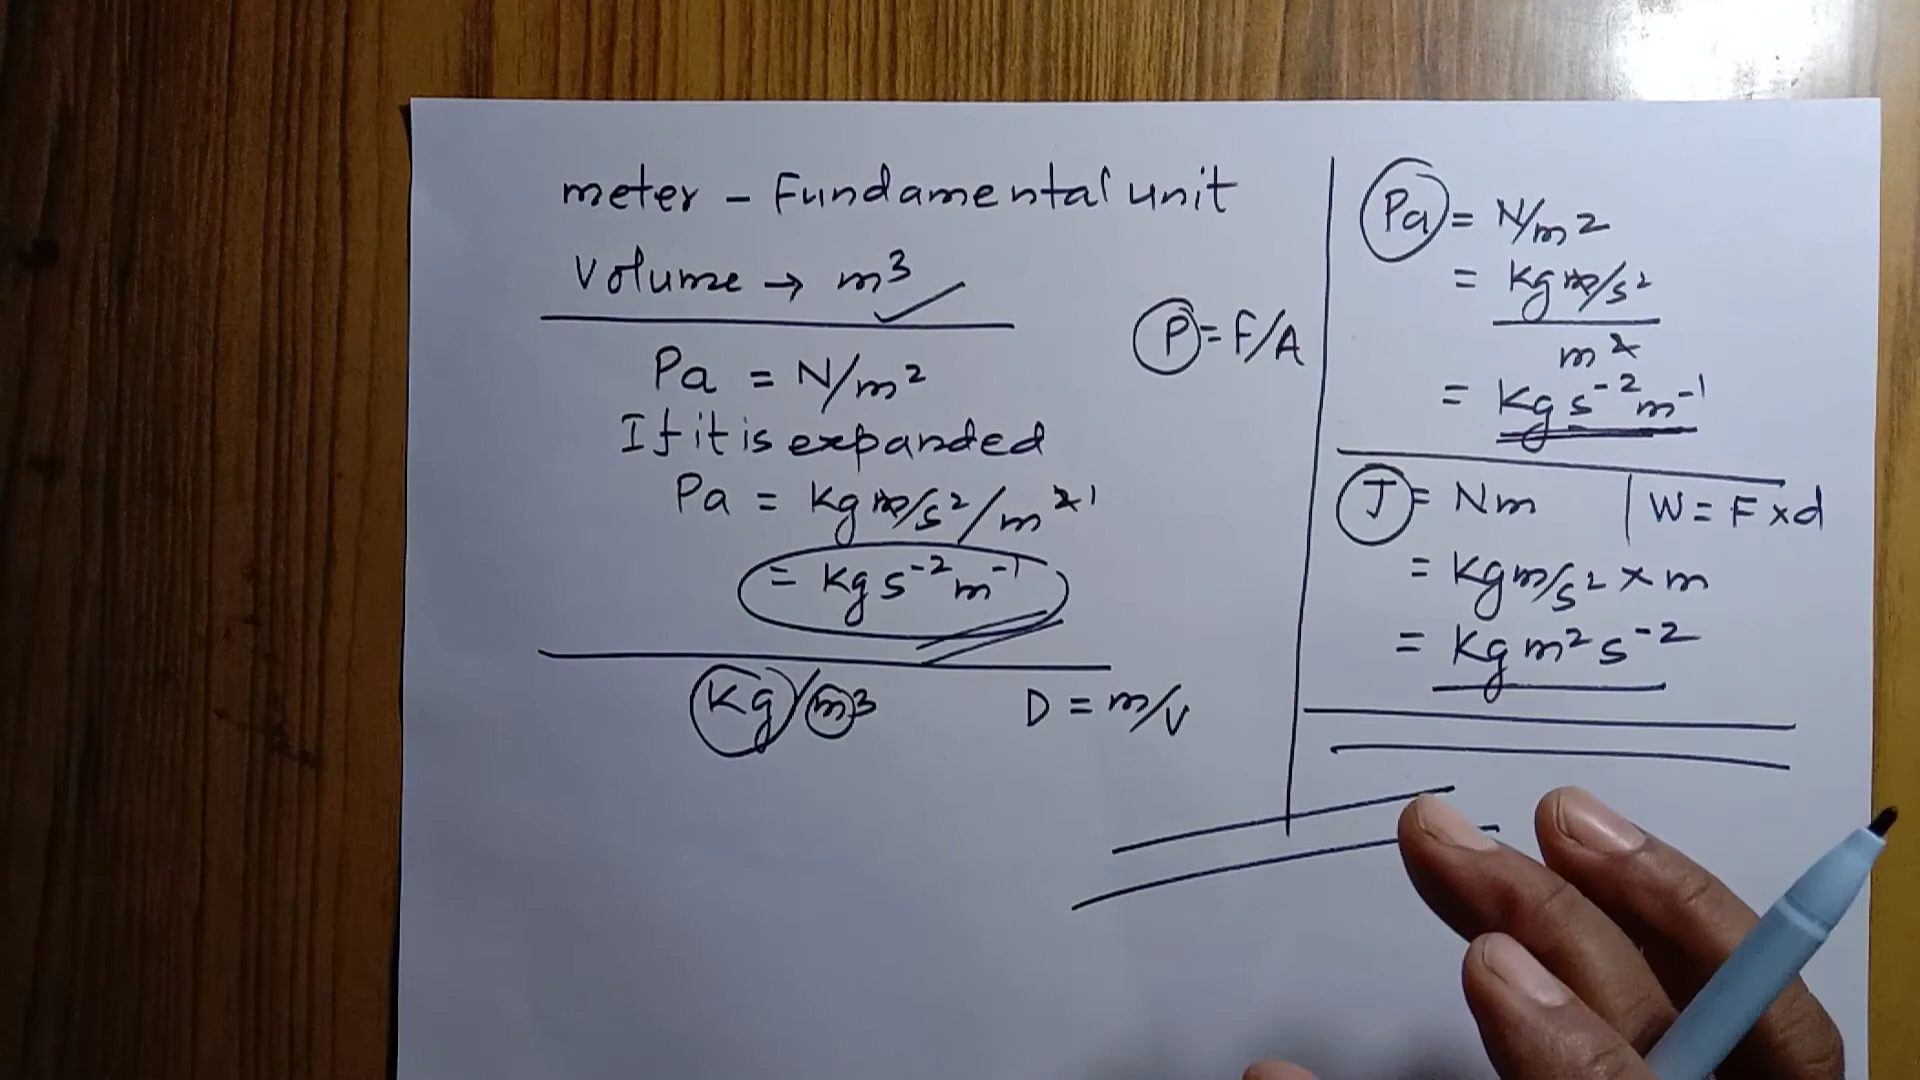 meter - Fundamental unit
Volume → m³
Pa = N/m²
P = F/A
If it is expanded
Pa = kg m/s²/m² 1
= kg s⁻² m⁻¹
Kg/m³
D = m/v
Pa = N/m²
= kg m/s²
m²
= kg s⁻² m⁻¹
J = Nm
W = F x d
= kg m/s² x m
= kg m² s⁻²